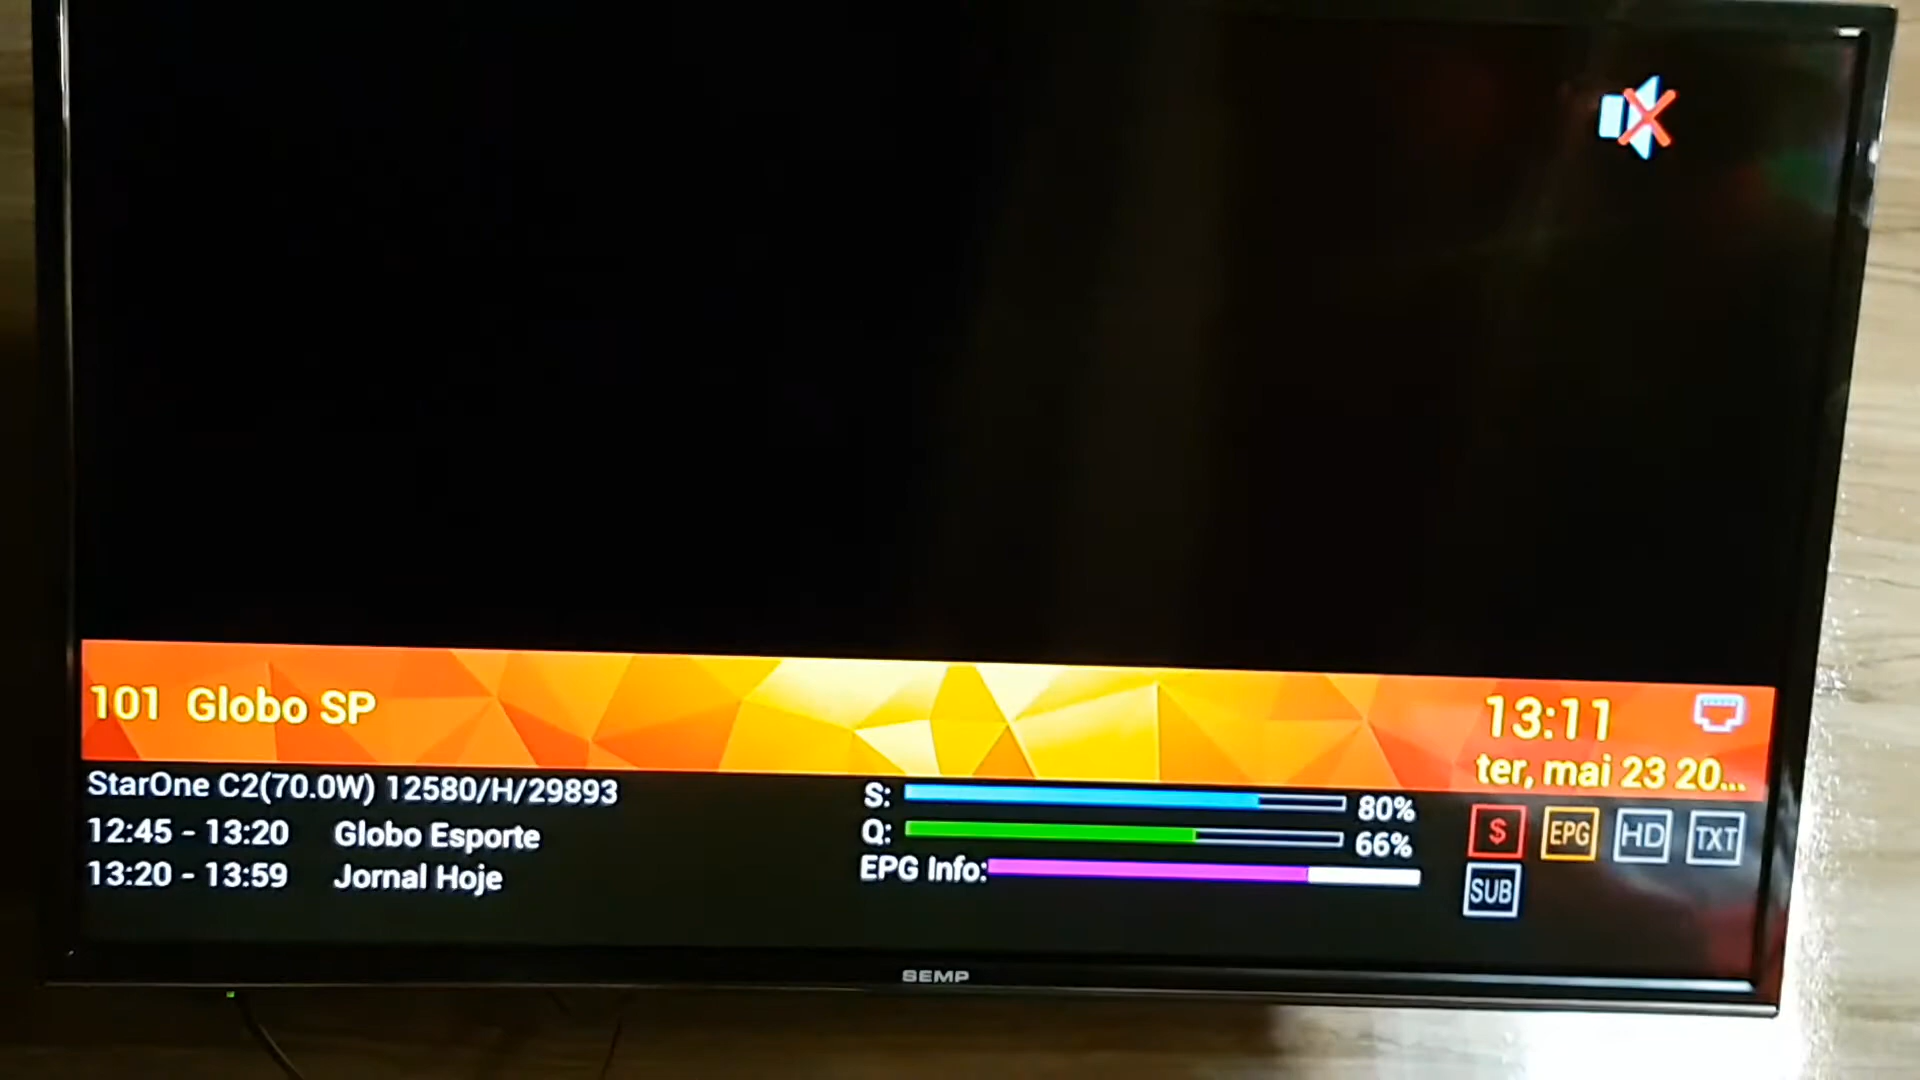 101 Globo SP
13:11
ter, mai 23 20...
StarOne C2(70.0W) 12580/H/29893
12:45 - 13:20 Globo Esporte
13:20 - 13:59 Jornal Hoje
S: 80%
Q: 66%
EPG Info:
$ EPG HD TXT
SUB
SEMP